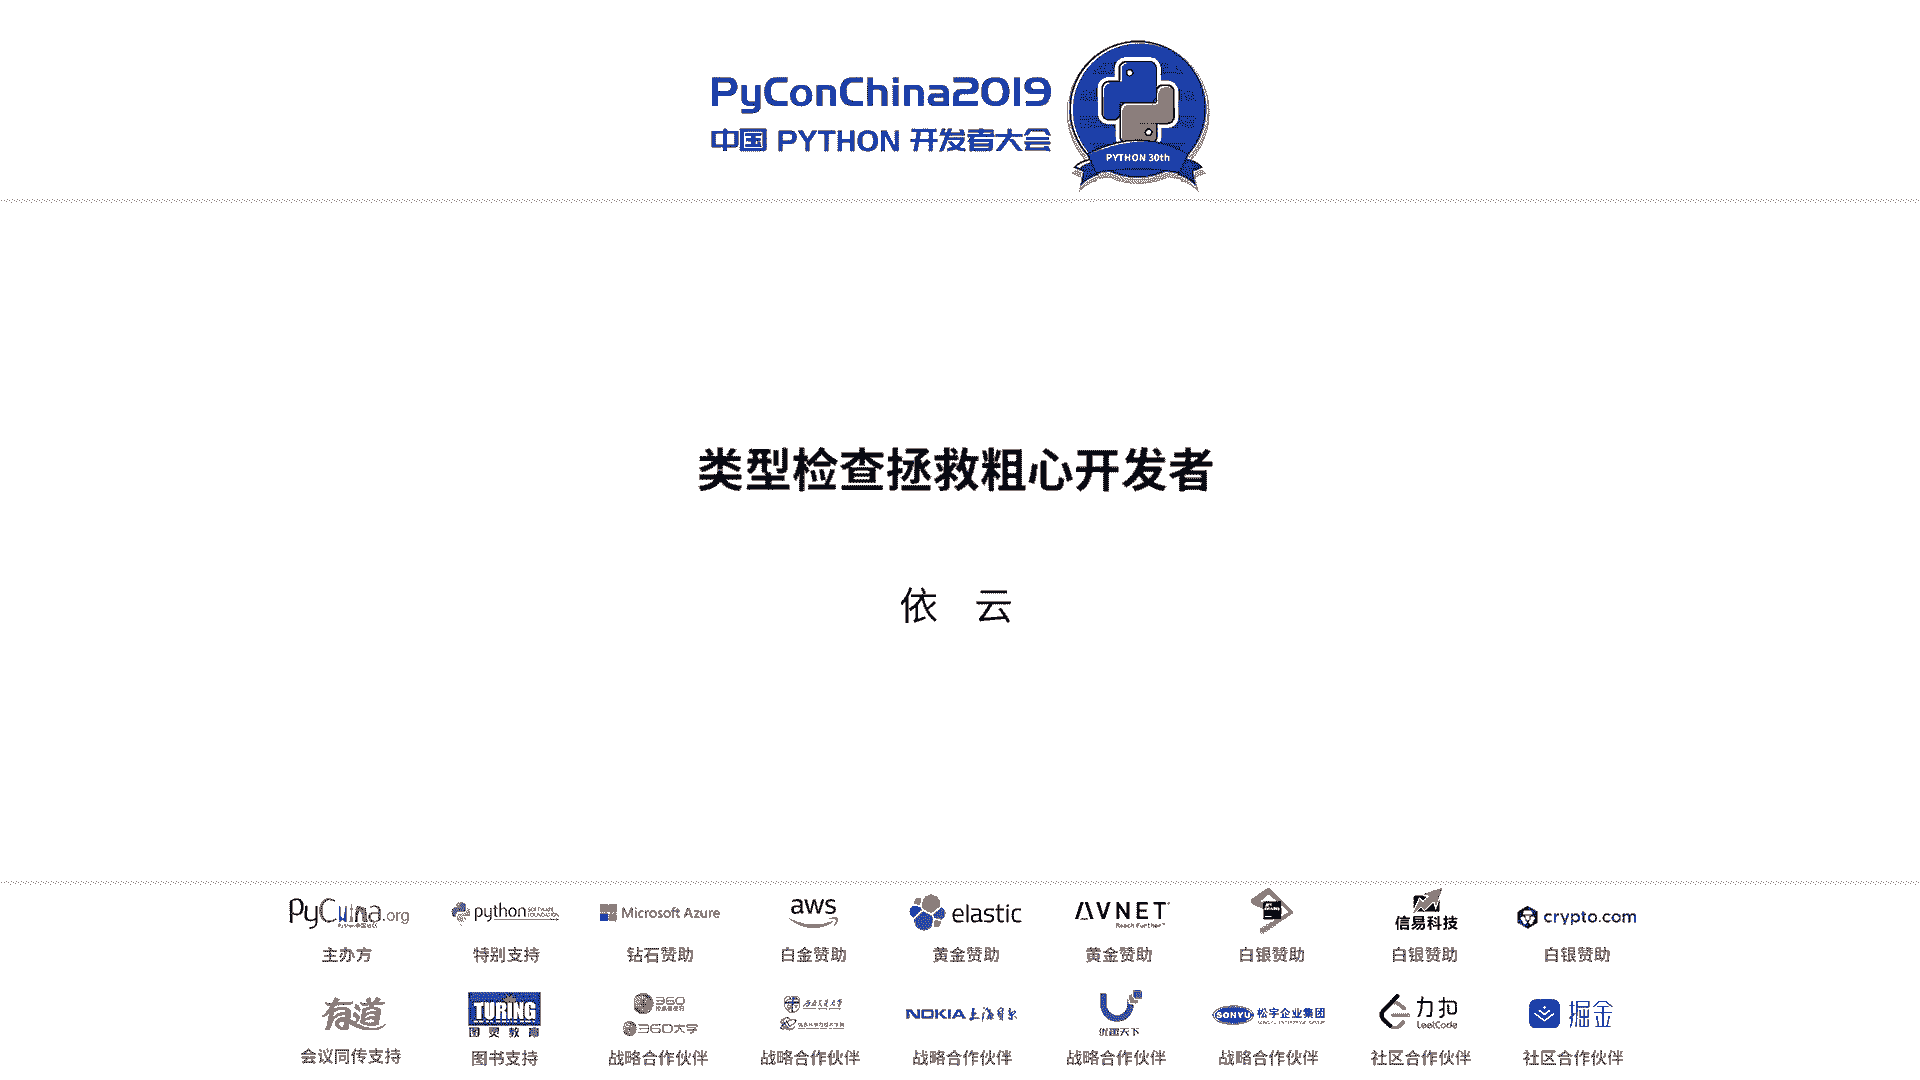 PyConChina2019
中国 PYTHON 开发者大会
PYTHON 30th
类型检查拯救粗心开发者
依 云
PyChina.org
python
Microsoft Azure
aws
elastic
AVNET
Reach Further
信易科技
crypto.com
主办方
特别支持
钻石赞助
白金赞助
黄金赞助
黄金赞助
白银赞助
白银赞助
白银赞助
有道
TURING
图灵教育
360
360大学
NOKIA 上海贝尔
优趣天下
SONYU 松宇企业集团
力扣
LeetCode
掘金
会议同传支持
图书支持
战略合作伙伴
战略合作伙伴
战略合作伙伴
战略合作伙伴
战略合作伙伴
社区合作伙伴
社区合作伙伴